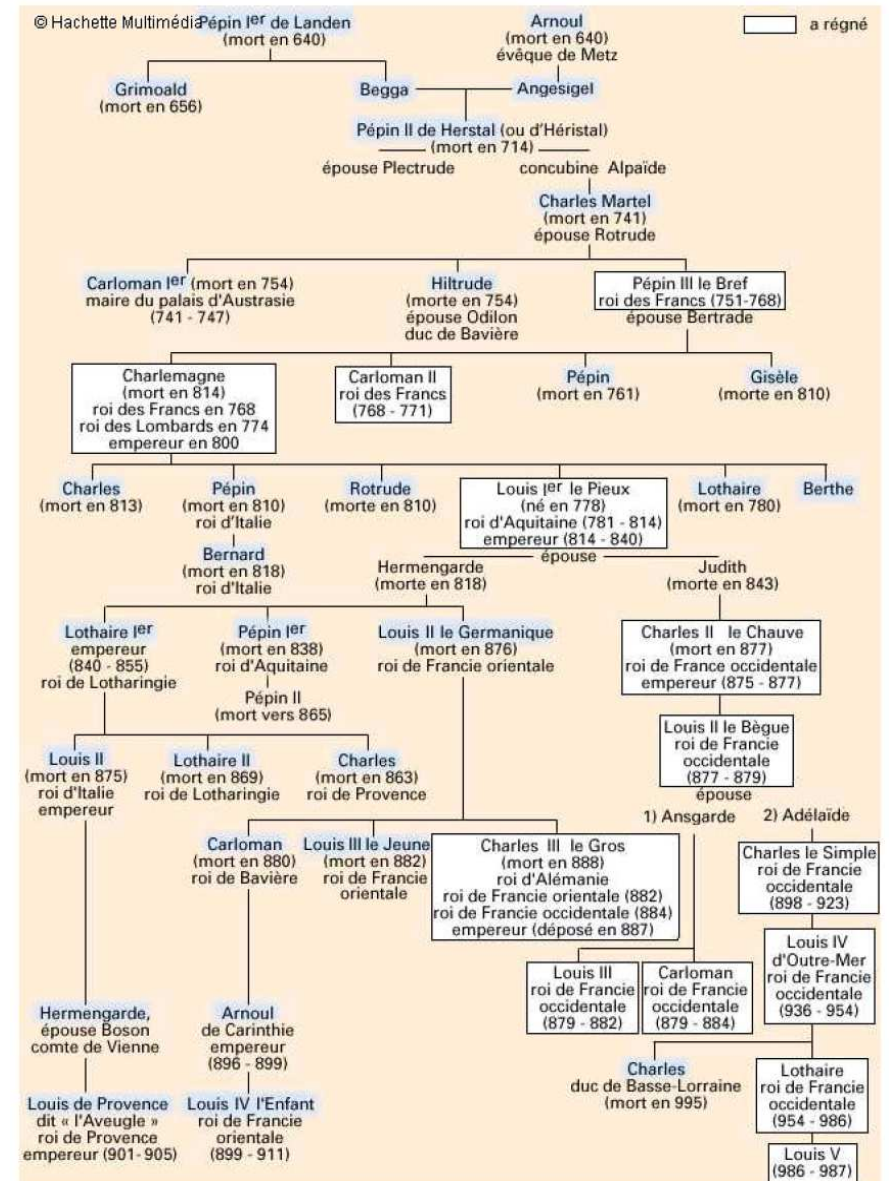 © Hachette Multimédia
Pépin Ier de Landen
(mort en 640)
Arnoul
(mort en 640)
évêque de Metz
a régné
Grimoald
(mort en 656)
Begga
Angesigel
Pépin II de Herstal (ou d'Héristal)
(mort en 714)
épouse Plectrude
concubine Alpaïde
Charles Martel
(mort en 741)
épouse Rotrude
Carloman Ier (mort en 754)
maire du palais d'Austrasie
(741 - 747)
Hiltrude
(morte en 754)
épouse Odilon
duc de Bavière
Pépin III le Bref
roi des Francs (751-768)
épouse Bertrade
Charlemagne
(mort en 814)
roi des Francs en 768
roi des Lombards en 774
empereur en 800
Carloman II
roi des Francs
(768 - 771)
Pépin
(mort en 761)
Gisèle
(morte en 810)
Charles
(mort en 813)
Pépin
(mort en 810)
roi d'Italie
Rotrude
(morte en 810)
Louis Ier le Pieux
(né en 778)
roi d'Aquitaine (781 - 814)
empereur (814 - 840)
épouse
Lothaire
(mort en 780)
Berthe
Bernard
(mort en 818)
roi d'Italie
Hermengarde
(morte en 818)
Judith
(morte en 843)
Lothaire Ier
empereur
(840 - 855)
roi de Lotharingie
Pépin Ier
(mort en 838)
roi d'Aquitaine
Pépin II
(mort vers 865)
Louis II le Germanique
(mort en 876)
roi de Francie orientale
Charles II le Chauve
(mort en 877)
roi de France occidentale
empereur (875 - 877)
Louis II le Bègue
roi de Francie
occidentale
(877 - 879)
épouse
1) Ansgarde
2) Adélaïde
Louis II
(mort en 875)
roi d'Italie
empereur
Lothaire II
(mort en 869)
roi de Lotharingie
Charles
(mort en 863)
roi de Provence
Carloman
(mort en 880)
roi de Bavière
Louis III le Jeune
(mort en 882)
roi de Francie
orientale
Charles III le Gros
(mort en 888)
roi d'Alémanie
roi de Francie orientale (882)
roi de Francie occidentale (884)
empereur (déposé en 887)
Charles le Simple
roi de Francie
occidentale
(898 - 923)
Louis III
roi de Francie
occidentale
(879 - 882)
Carloman
roi de Francie
occidentale
(879 - 884)
Louis IV
d'Outre-Mer
roi de Francie
occidentale
(936 - 954)
Hermengarde,
épouse Boson
comte de Vienne
Arnoul
de Carinthie
empereur
(896 - 899)
Charles
duc de Basse-Lorraine
(mort en 995)
Lothaire
roi de Francie
occidentale
(954 - 986)
Louis de Provence
dit « l'Aveugle »
roi de Provence
empereur (901-905)
Louis IV l'Enfant
roi de Francie
orientale
(899 - 911)
Louis V
(986 - 987)